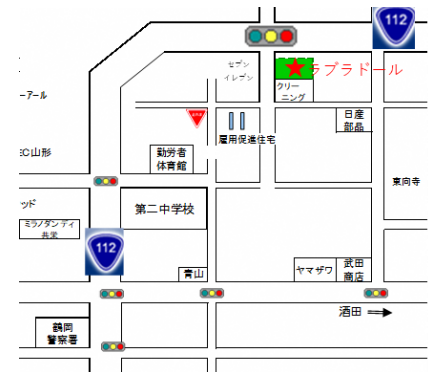 112
セブン
イレブン
ラブラドール
クリー
ニング
ーアール
日産
部品
雇用促進住宅
EC山形
勤労者
体育館
東向寺
ッド
第二中学校
ミラノダンディ
共栄
112
青山
ヤマザワ
武田
商店
酒田
鶴岡
警察署